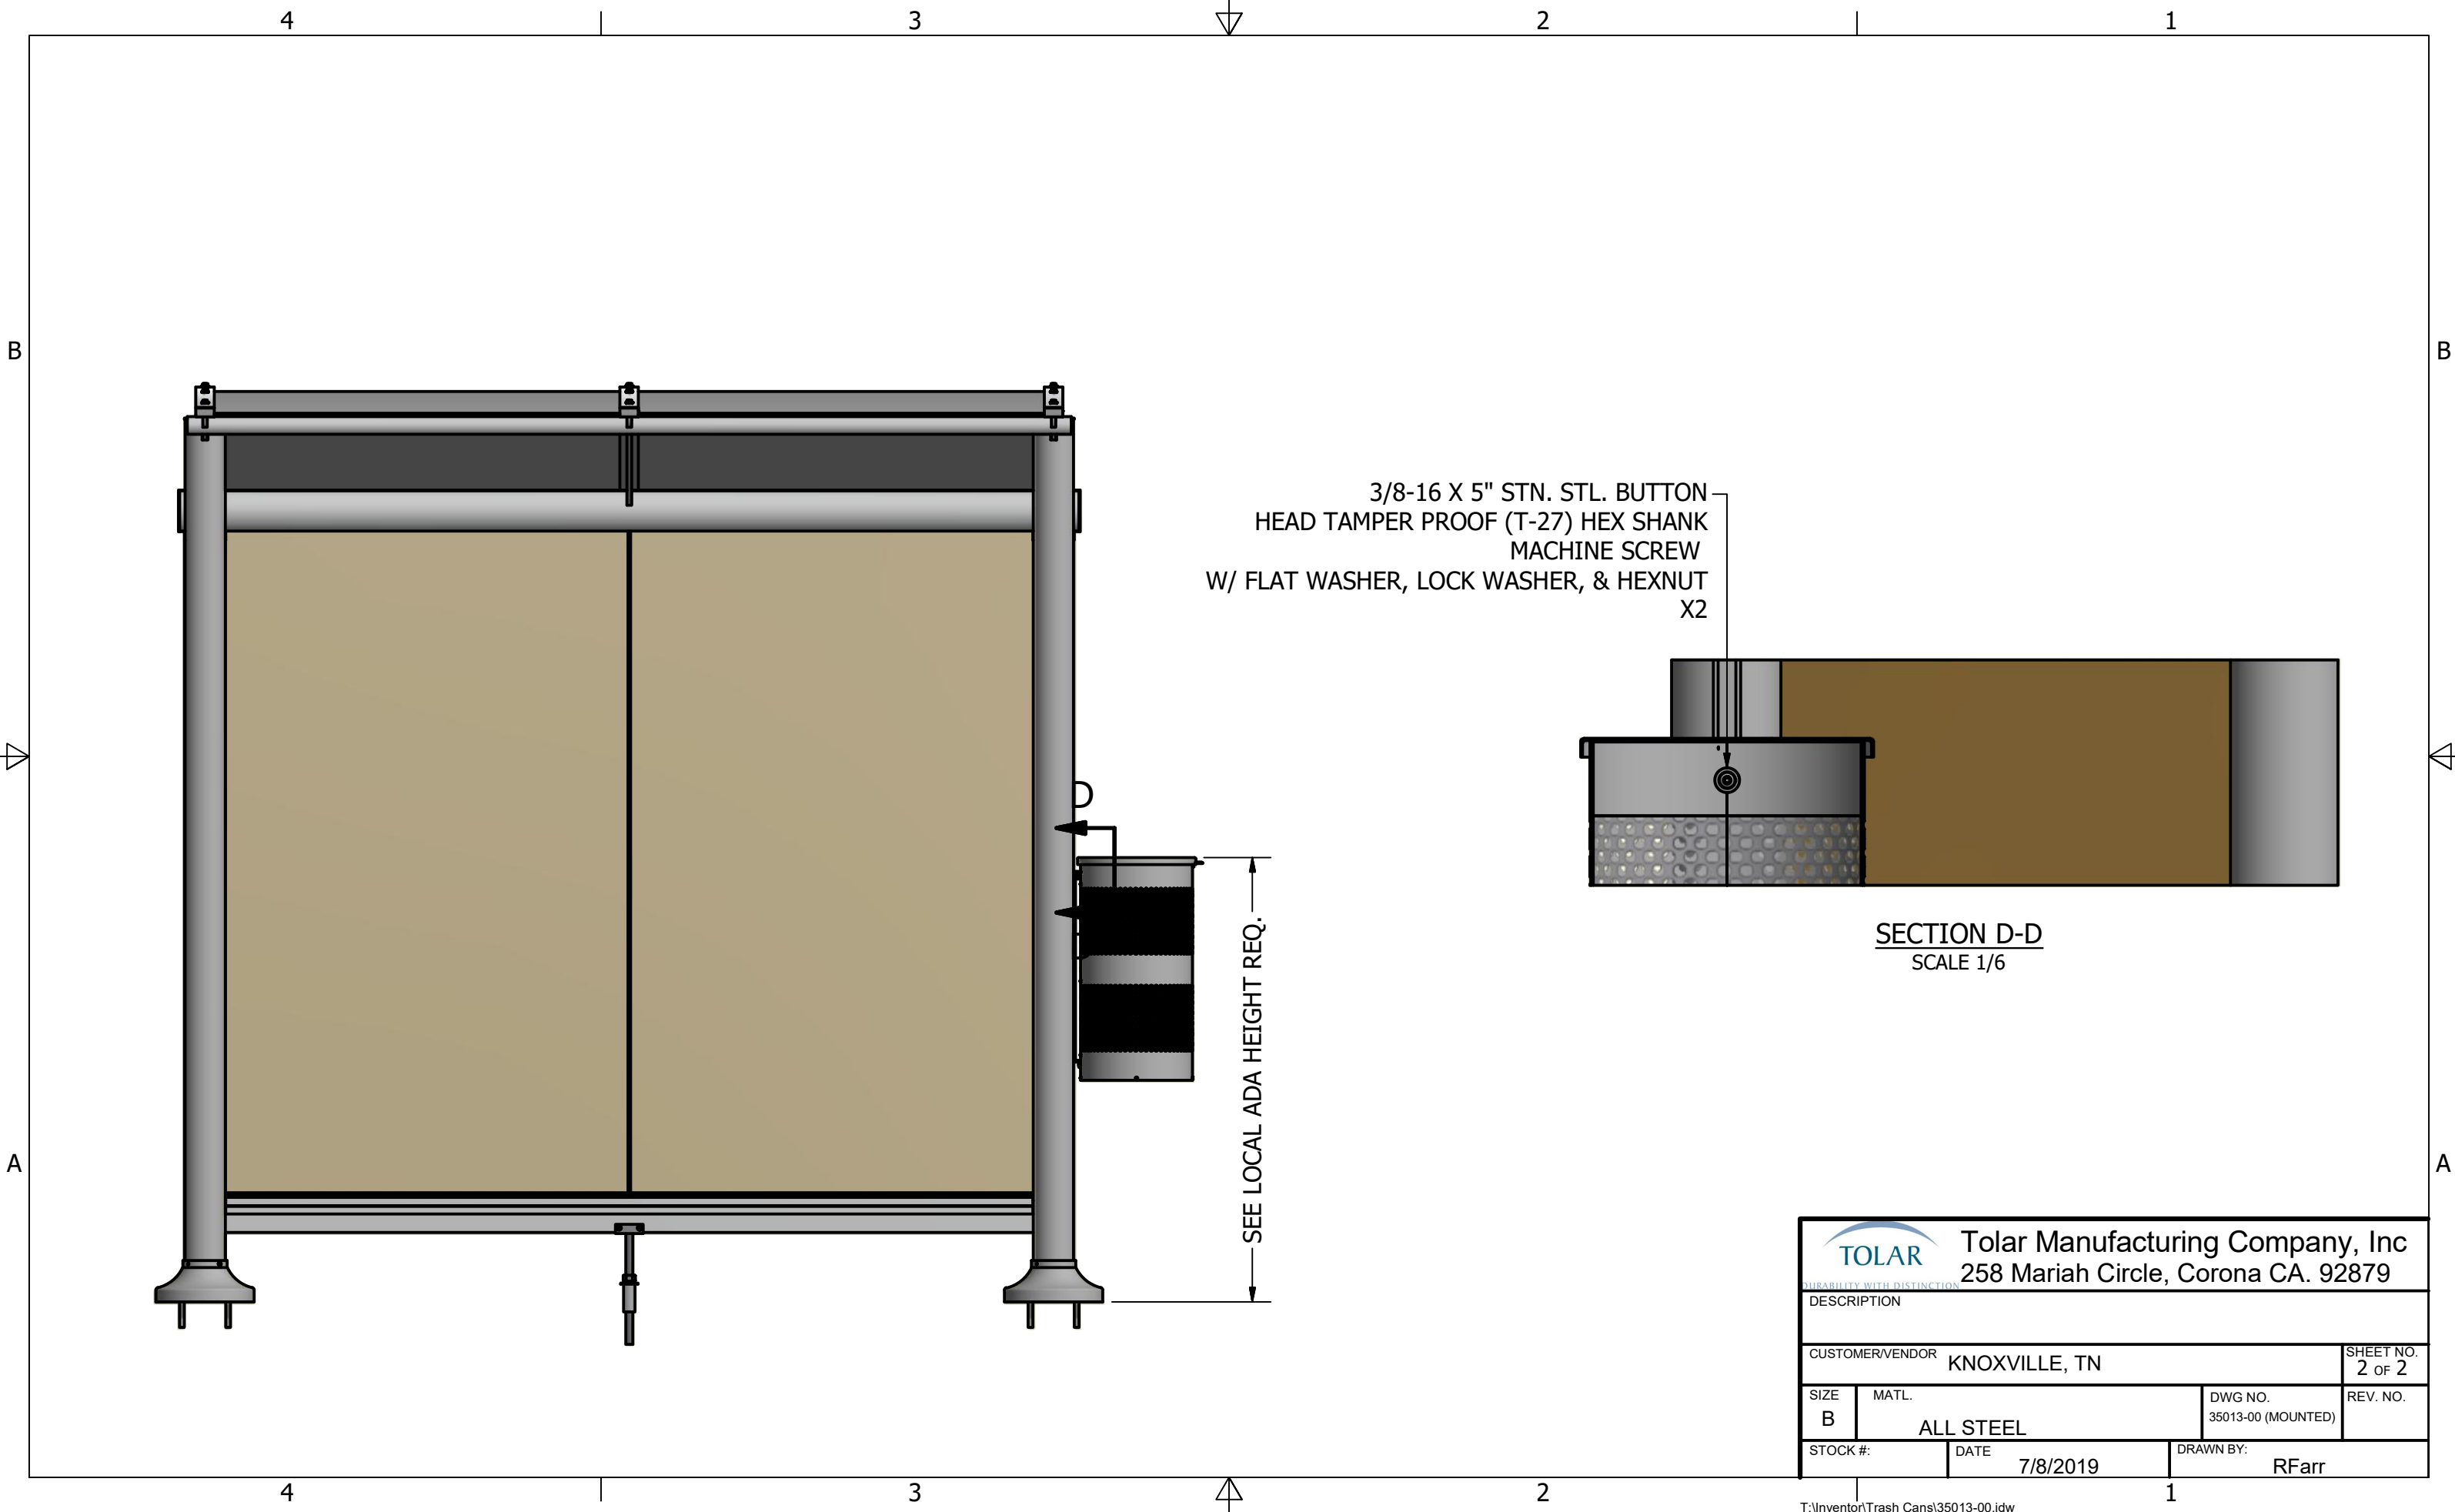 4 3 2 1
B B
3/8-16 X 5" STN. STL. BUTTON
HEAD TAMPER PROOF (T-27) HEX SHANK
MACHINE SCREW
W/ FLAT WASHER, LOCK WASHER, & HEXNUT
X2
D
SEE LOCAL ADA HEIGHT REQ.
SECTION D-D
SCALE 1/6
A A
TOLAR
DURABILITY WITH DISTINCTION
Tolar Manufacturing Company, Inc
258 Mariah Circle, Corona CA. 92879
DESCRIPTION
CUSTOMER/VENDOR KNOXVILLE, TN
SHEET NO.
2 OF 2
SIZE
B
MATL.
ALL STEEL
DWG NO.
35013-00 (MOUNTED)
REV. NO.
STOCK #:
DATE
7/8/2019
DRAWN BY:
RFarr
4 3 2 1
T:\Inventor\Trash Cans\35013-00.idw